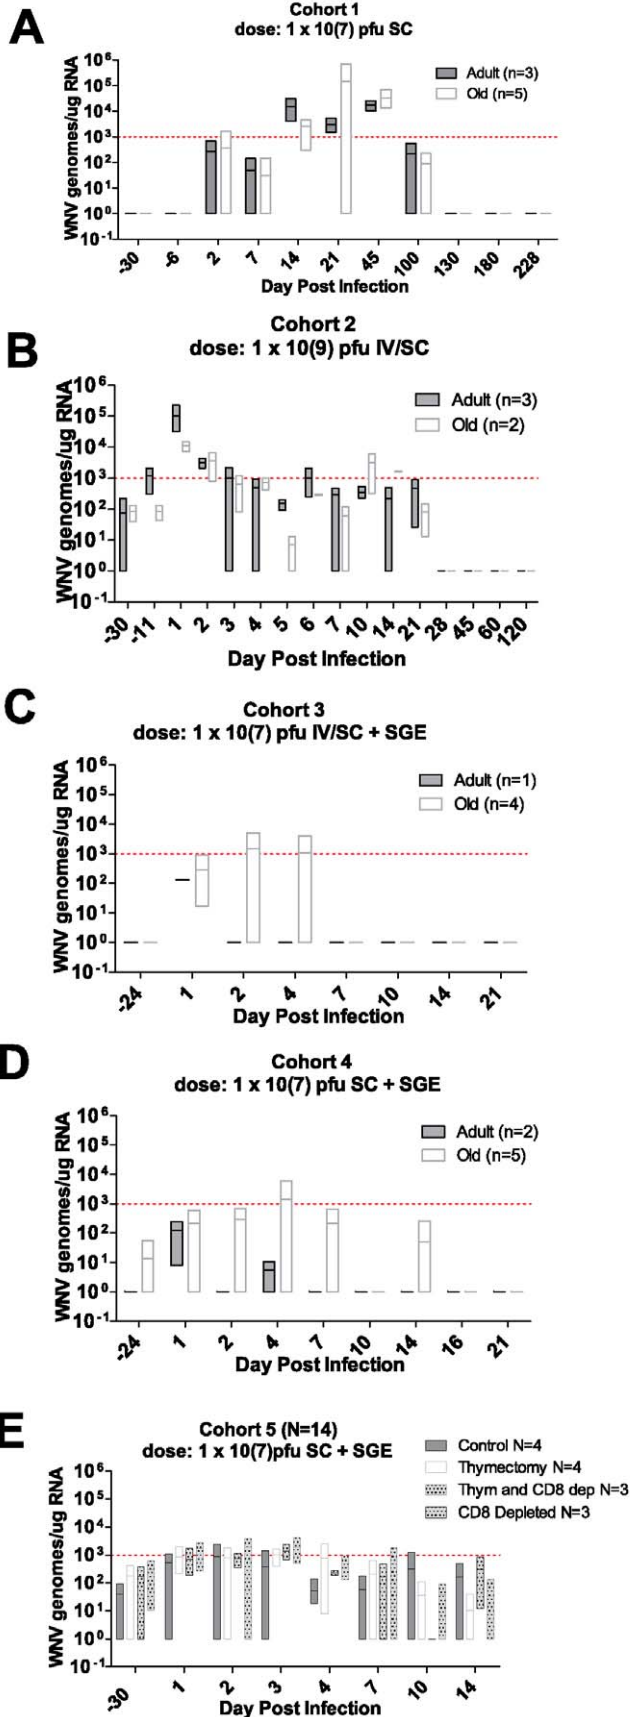 A
Cohort 1
dose: 1 x 10(7) pfu SC
WNV genomes/ug RNA
10⁶
10⁵
10⁴
10³
10²
10¹
10⁰
10⁻¹
Adult (n=3)
Old (n=5)
-30 -6 2 7 14 21 45 100 130 180 228
Day Post Infection
B
Cohort 2
dose: 1 x 10(9) pfu IV/SC
WNV genomes/ug RNA
10⁶
10⁵
10⁴
10³
10²
10¹
10⁰
10⁻¹
Adult (n=3)
Old (n=2)
-30 -11 1 2 3 4 5 6 7 10 14 21 28 45 60 120
Day Post Infection
C
Cohort 3
dose: 1 x 10(7) pfu IV/SC + SGE
WNV genomes/ug RNA
10⁶
10⁵
10⁴
10³
10²
10¹
10⁰
10⁻¹
Adult (n=1)
Old (n=4)
-24 1 2 4 7 10 14 21
Day Post Infection
D
Cohort 4
dose: 1 x 10(7) pfu SC + SGE
WNV genomes/ug RNA
10⁶
10⁵
10⁴
10³
10²
10¹
10⁰
10⁻¹
Adult (n=2)
Old (n=5)
-24 1 2 4 7 10 14 16 21
Day Post Infection
E
Cohort 5 (N=14)
dose: 1 x 10(7)pfu SC + SGE
WNV genomes/ug RNA
10⁶
10⁵
10⁴
10³
10²
10¹
10⁰
10⁻¹
Control N=4
Thymectomy N=4
Thym and CD8 dep N=3
CD8 Depleted N=3
-30 1 2 3 4 7 10 14
Day Post Infection